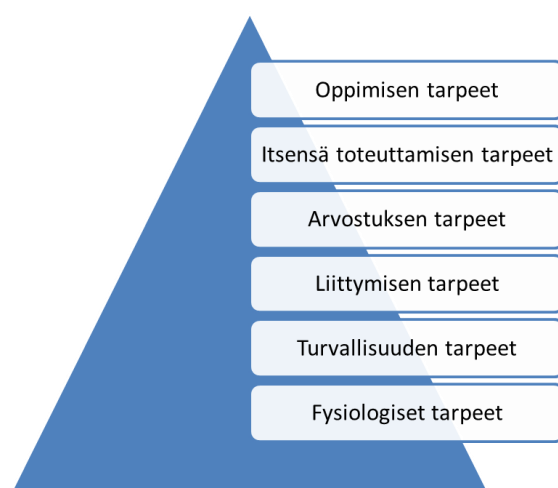 Oppimisen tarpeet
Itsensä toteuttamisen tarpeet
Arvostuksen tarpeet
Liittymisen tarpeet
Turvallisuuden tarpeet
Fysiologiset tarpeet